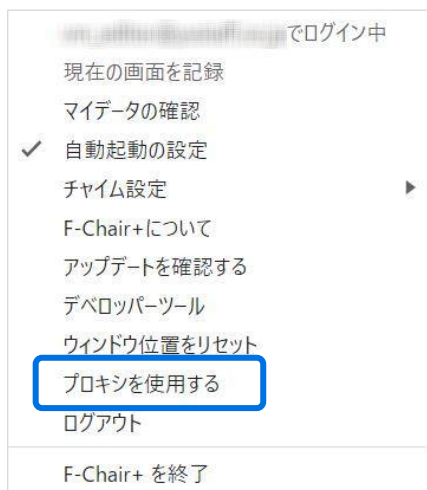 でログイン中
現在の画面を記録
マイデータの確認
自動起動の設定
チャイム設定
F-Chair+について
アップデートを確認する
デベロッパーツール
ウィンドウ位置をリセット
プロキシを使用する
ログアウト
F-Chair+ を終了